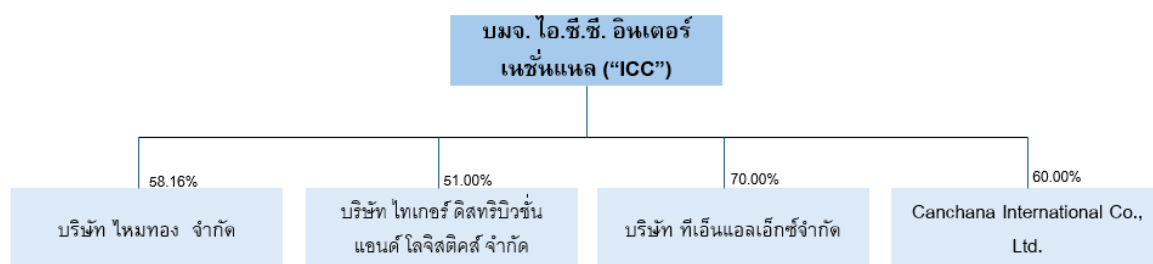 บมจ. ไอ.ซี.ซี. อินเตอร์
เนชั่นแนล (“ICC”)
58.16%
51.00%
70.00%
60.00%
บริษัท ไหมทอง จำกัด
บริษัท ไทเกอร์ ดิสทริบิวชั่น
แอนด์ โลจิสติคส์ จำกัด
บริษัท ทีเอ็นแอลเอ็กซ์จำกัด
Canchana International Co.,
Ltd.